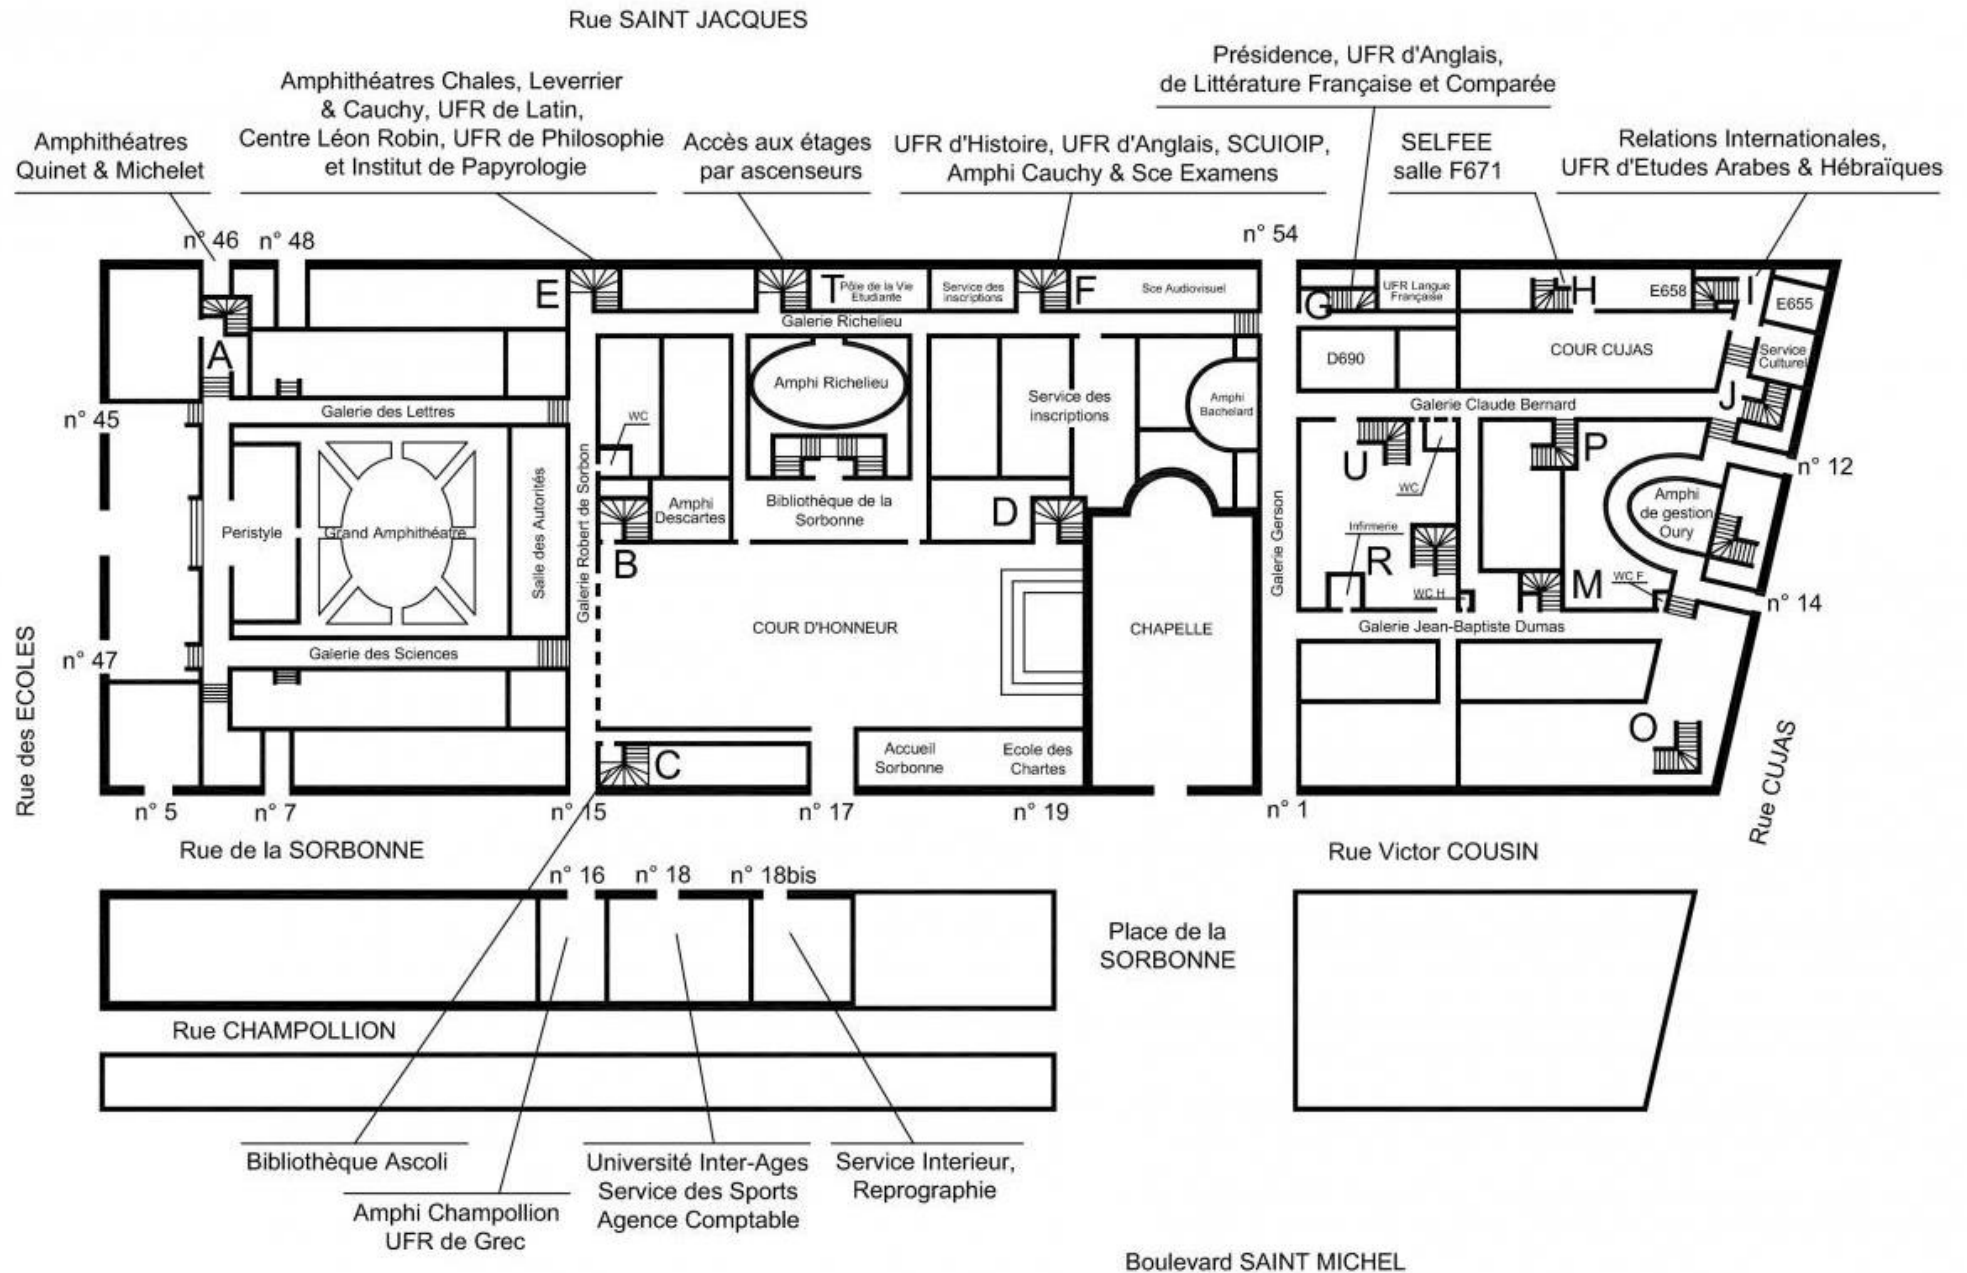 Rue SAINT JACQUES
Présidence, UFR d'Anglais,
de Littérature Française et Comparée
Amphithéatres Chales, Leverrier
& Cauchy, UFR de Latin,
Centre Léon Robin, UFR de Philosophie
et Institut de Papyrologie
Amphithéatres
Quinet & Michelet
Accès aux étages
par ascenseurs
UFR d'Histoire, UFR d'Anglais, SCUIOIP,
Amphi Cauchy & Sce Examens
SELFEE
salle F671
Relations Internationales,
UFR d'Etudes Arabes & Hébraïques
n° 46
n° 48
n° 54
E
T
Pôle de la Vie
Etudiante
Service des
inscriptions
F
Sce Audiovisuel
G
UFR Langue
Française
H
E658
I
E655
Galerie Richelieu
A
Amphi Richelieu
D690
COUR CUJAS
Service
Culturel
n° 45
Galerie des Lettres
WC
Service des
inscriptions
Amphi
Bachelard
Galerie Claude Bernard
J
U
WC
P
n° 12
Peristyle
Grand Amphithéatre
Salle des Autorités
Galerie Robert de Sorbon
Amphi
Descartes
Bibliothèque de la
Sorbonne
D
Galerie Gerson
Infirmerie
Amphi
de gestion
Oury
B
R
WC H
M
WC F
n° 14
COUR D'HONNEUR
CHAPELLE
Galerie Jean-Baptiste Dumas
Rue des ECOLES
n° 47
Galerie des Sciences
C
Accueil
Sorbonne
Ecole des
Chartes
O
Rue CUJAS
n° 5
n° 7
n° 15
n° 17
n° 19
n° 1
Rue de la SORBONNE
Rue Victor COUSIN
n° 16
n° 18
n° 18bis
Place de la
SORBONNE
Rue CHAMPOLLION
Bibliothèque Ascoli
Amphi Champollion
UFR de Grec
Université Inter-Ages
Service des Sports
Agence Comptable
Service Interieur,
Reprographie
Boulevard SAINT MICHEL